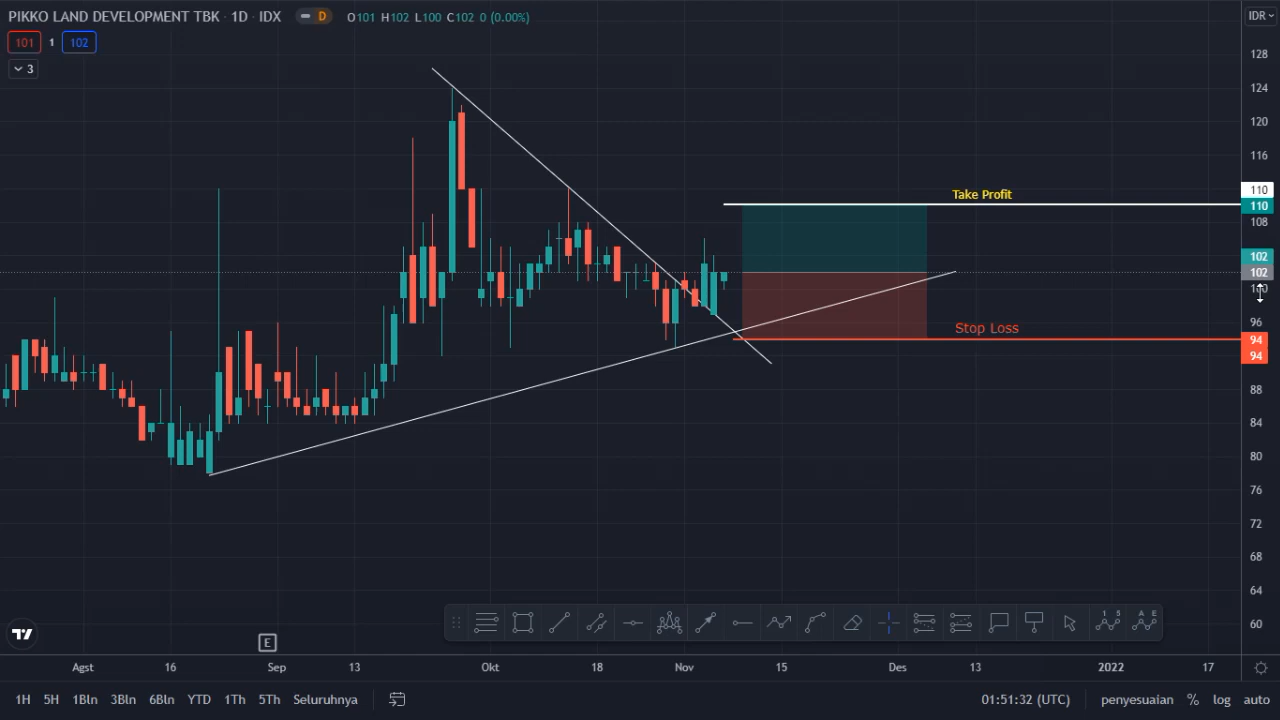 PIKKO LAND DEVELOPMENT TBK · 1D · IDX D O101 H102 L100 C102 0 (0.00%)
IDR
101 1 102
3
128
124
120
116
110
Take Profit
110
108
102
102
100
96
Stop Loss
94
94
88
84
80
76
72
68
64
60
1 5
A E
E
Agst 16 Sep 13 Okt 18 Nov 15 Des 13 2022 17
1H 5H 1Bln 3Bln 6Bln YTD 1Th 5Th Seluruhnya 01:51:32 (UTC) penyesuaian % log auto